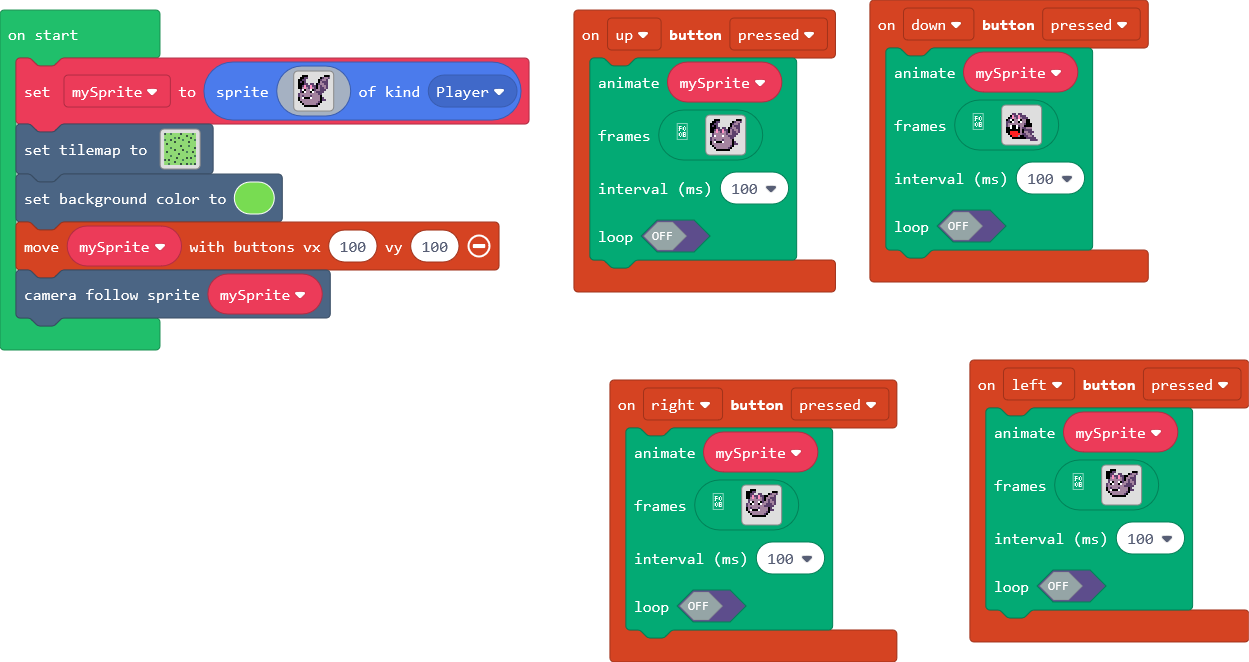 on start
set mySprite to sprite of kind Player
set tilemap to
set background color to
move mySprite with buttons vx 100 vy 100
camera follow sprite mySprite
on up button pressed
animate mySprite
frames
interval (ms) 100
loop OFF
on down button pressed
animate mySprite
frames
interval (ms) 100
loop OFF
on right button pressed
animate mySprite
frames
interval (ms) 100
loop OFF
on left button pressed
animate mySprite
frames
interval (ms) 100
loop OFF